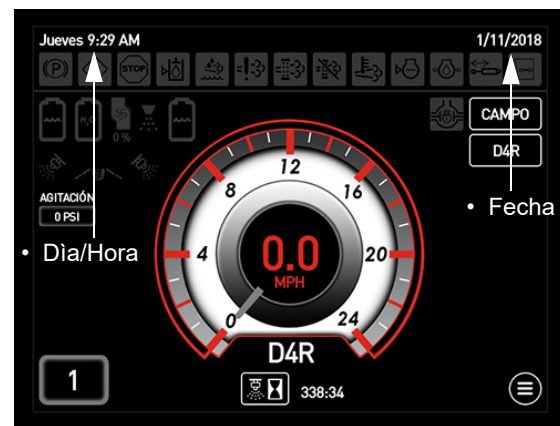 Jueves 9:29 AM
1/11/2018
(P)
STOP
H₂O
0 %
CAMPO
D4R
AGITACIÓN
0 PSI
• Dìa/Hora
• Fecha
0
4
8
12
16
20
24
0.0
MPH
D4R
1
338:34